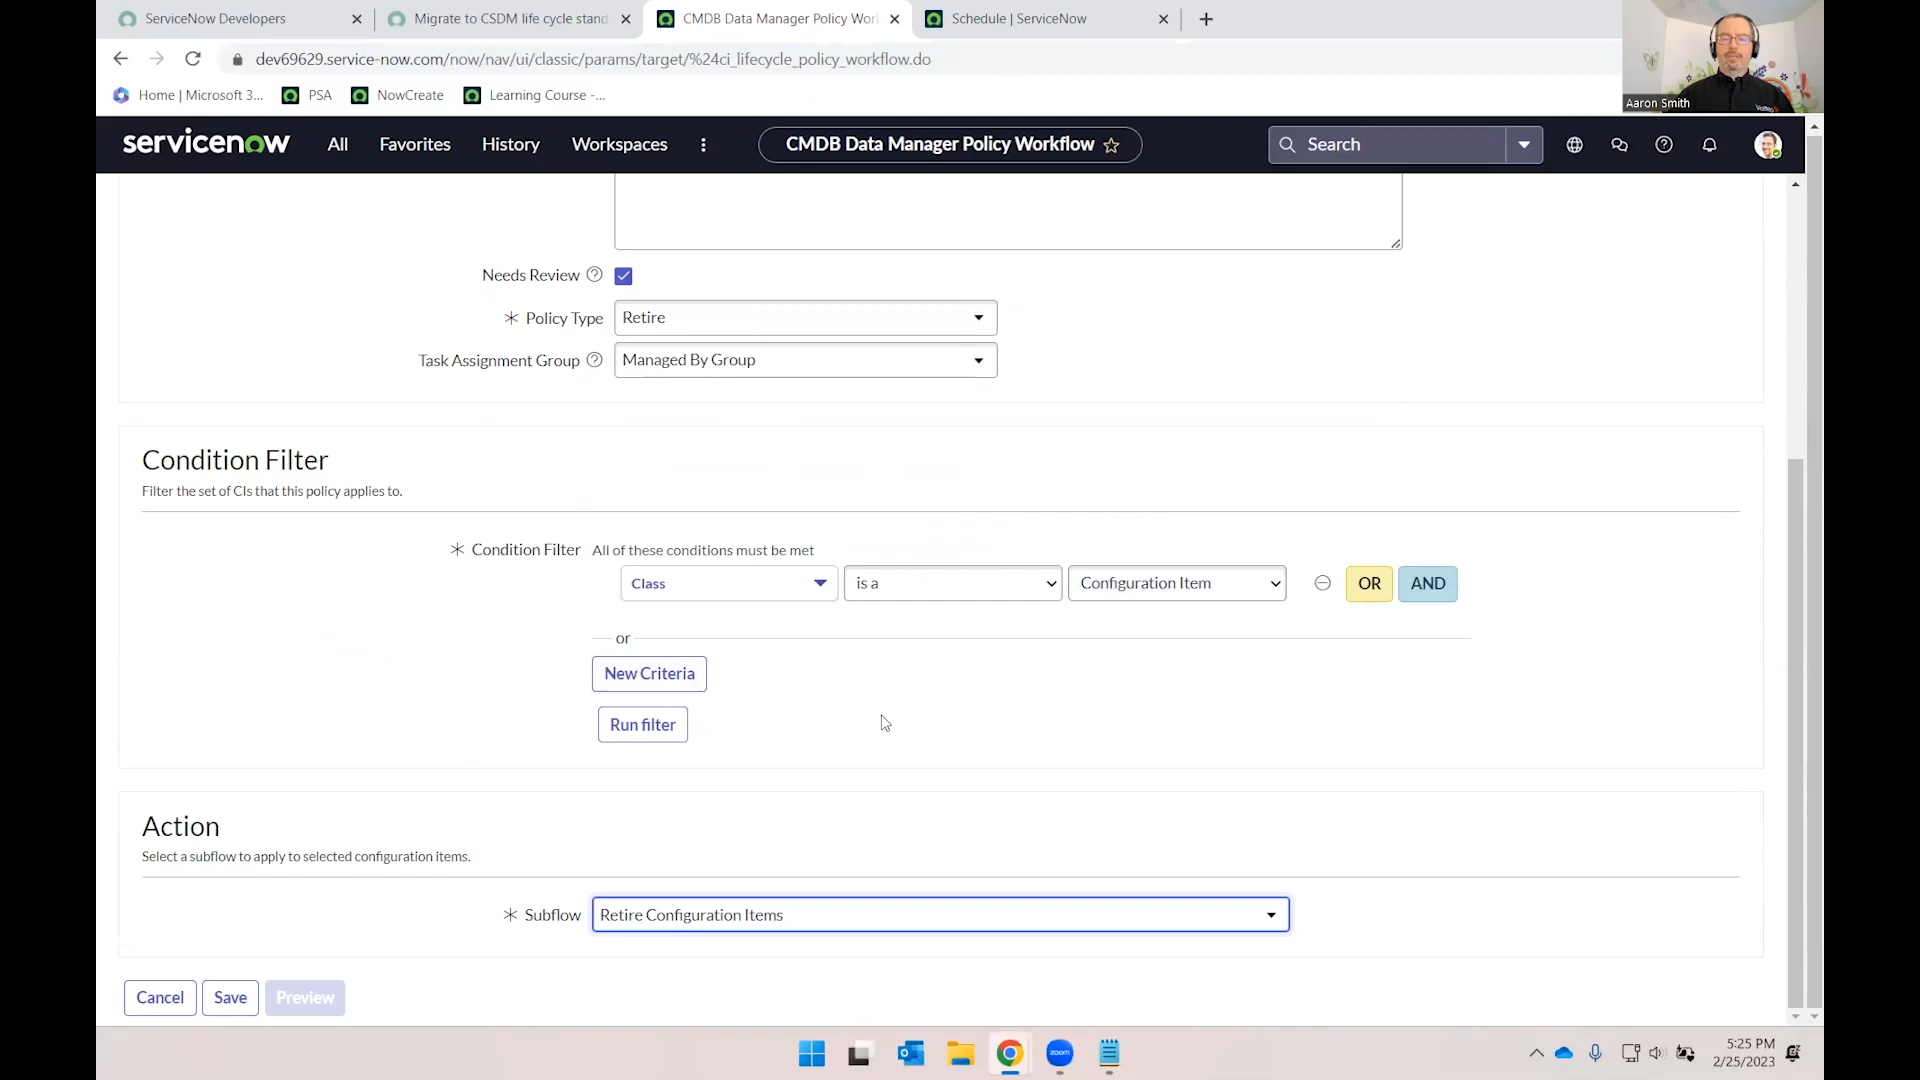 ServiceNow Developers
Migrate to CSDM life cycle stand
CMDB Data Manager Policy Wor
Schedule | ServiceNow
dev69629.service-now.com/now/nav/ui/classic/params/target/%24ci_lifecycle_policy_workflow.do
Home | Microsoft 3...
PSA
NowCreate
Learning Course -...
Aaron Smith
servicenow
All
Favorites
History
Workspaces
CMDB Data Manager Policy Workflow
Search
Needs Review
* Policy Type
Retire
Task Assignment Group
Managed By Group
Condition Filter
Filter the set of CIs that this policy applies to.
* Condition Filter
All of these conditions must be met
Class
is a
Configuration Item
OR
AND
or
New Criteria
Run filter
Action
Select a subflow to apply to selected configuration items.
* Subflow
Retire Configuration Items
Cancel
Save
Preview
zoom
5:25 PM
2/25/2023